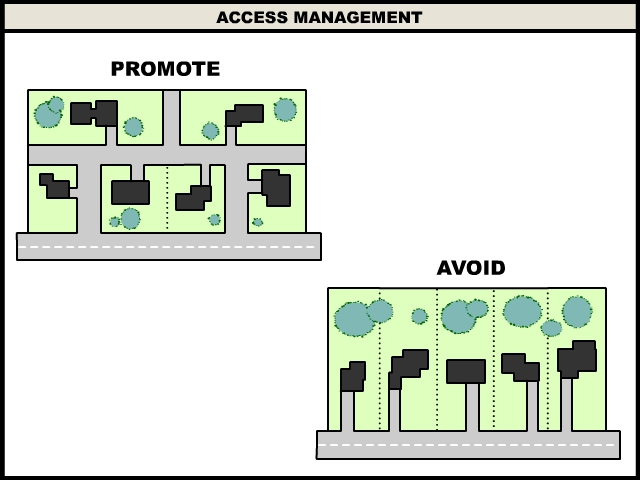 ACCESS MANAGEMENT
PROMOTE
AVOID